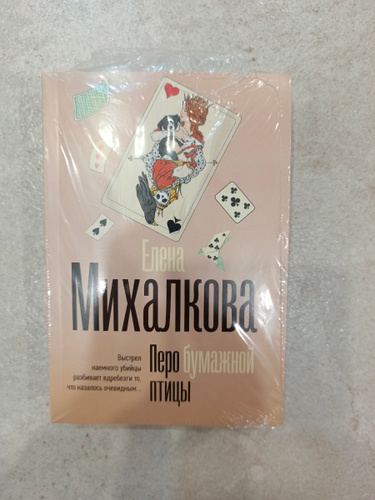 Елена
Михалкова
Выстрел
наемного убийцы
разбивает вдребезги то,
что казалось очевидным...
Перо бумажной
птицы